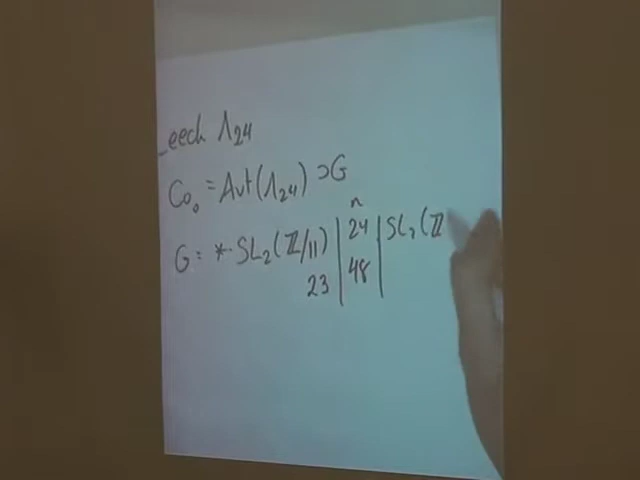 eech Λ₂₄
Co₀ = Aut(Λ₂₄) ⊃ G
n
G = *· SL₂(ℤ/11) | 24 | SL₂(ℤ
23 | 48 |